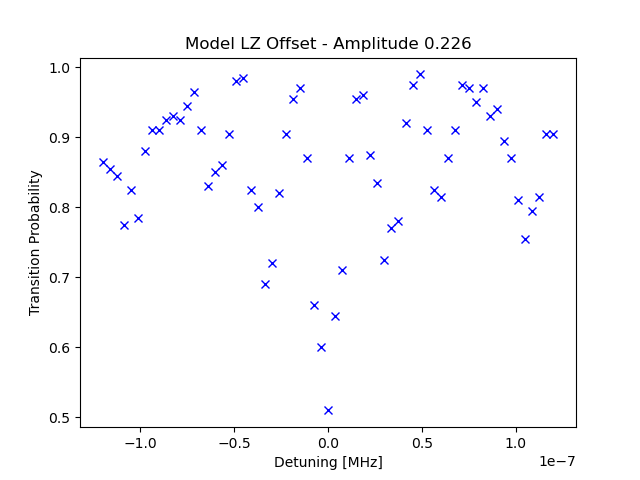 Model LZ Offset - Amplitude 0.226
1.0
0.9
0.8
0.7
0.6
0.5
Transition Probability
−1.0 −0.5 0.0 0.5 1.0
1e−7
Detuning [MHz]